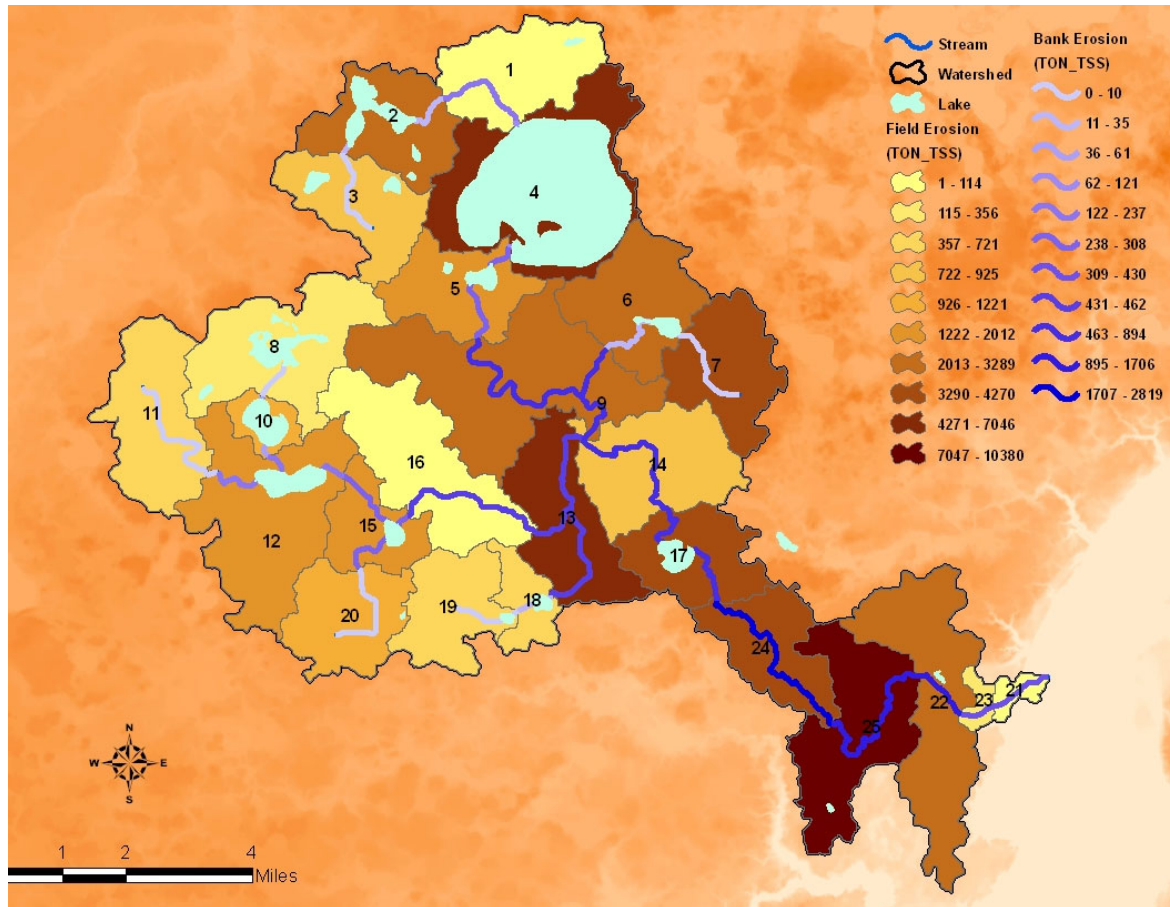 Stream
Watershed
Lake
Field Erosion
(TON_TSS)
1 - 114
115 - 356
357 - 721
722 - 925
926 - 1221
1222 - 2012
2013 - 3289
3290 - 4270
4271 - 7046
7047 - 10380
Bank Erosion
(TON_TSS)
0 - 10
11 - 35
36 - 61
62 - 121
122 - 237
238 - 308
309 - 430
431 - 462
463 - 894
895 - 1706
1707 - 2819
1
2
3
4
5
6
7
8
9
10
11
12
13
14
15
16
17
18
19
20
21
22
23
24
25
N
W E
S
1 2 4
Miles